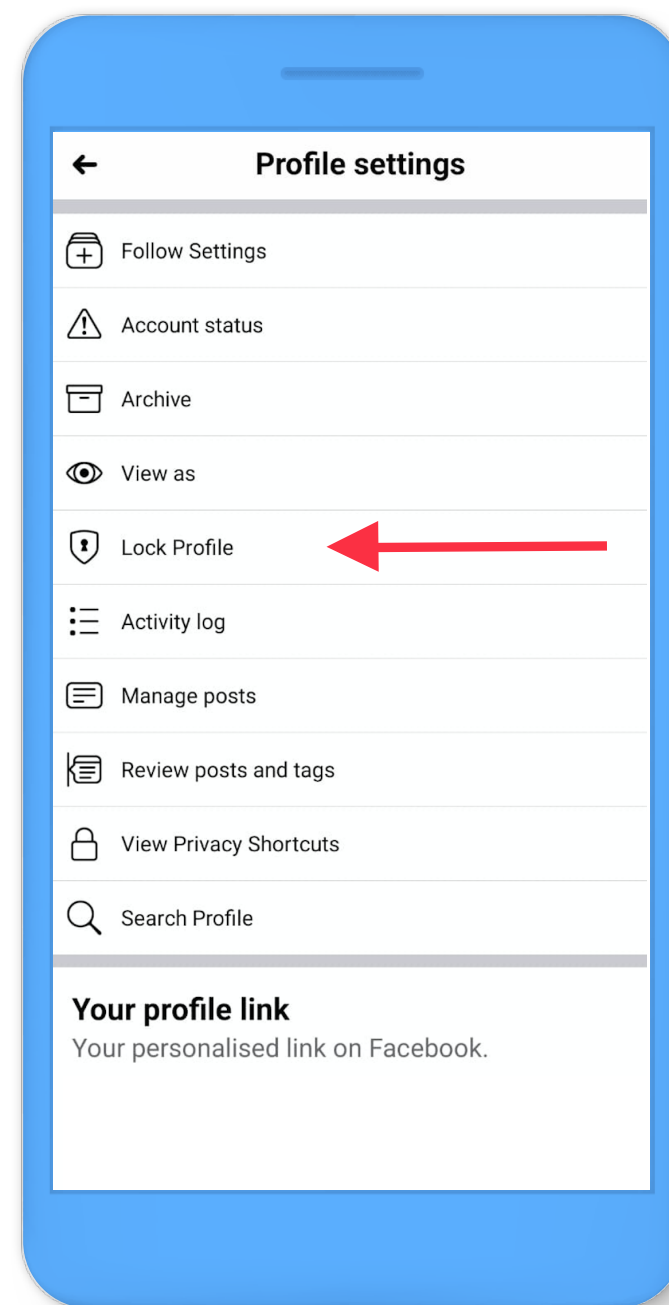 Profile settings
Follow Settings
Account status
Archive
View as
Lock Profile
Activity log
Manage posts
Review posts and tags
View Privacy Shortcuts
Search Profile
Your profile link
Your personalised link on Facebook.